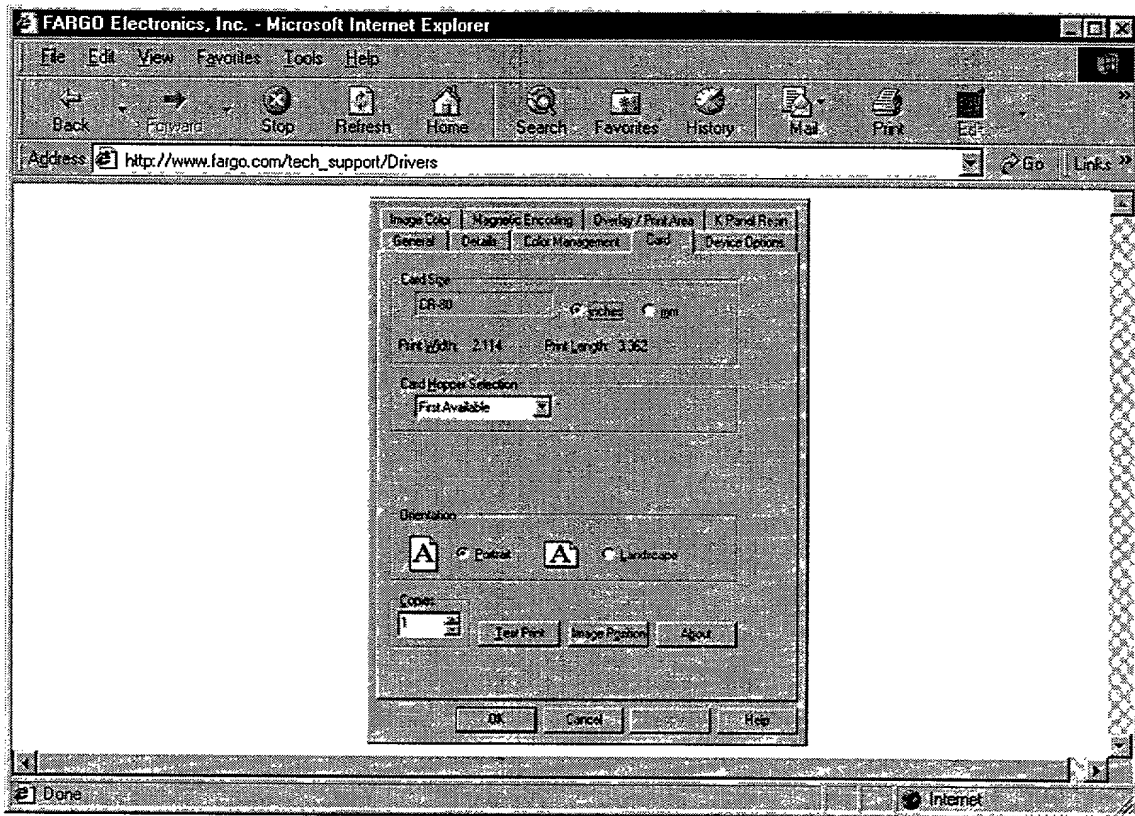 FARGO Electronics, Inc. - Microsoft Internet Explorer
File Edit View Favorites Tools Help
Back Forward Stop Refresh Home Search Favorites History Mail Print Edit
Address http://www.fargo.com/tech_support/Drivers Go Links
Image Color Magnetic Encoding Overlay / Print Area K Panel Resin
General Details Color Management Card Device Options
Card Size
CR-80 inches mm
Print Width: 2.114 Print Length: 3.362
Card Hopper Selection
First Available
Orientation
A Portrait A Landscape
Copies
1 Test Print Image Position About
OK Cancel Help
Done Internet